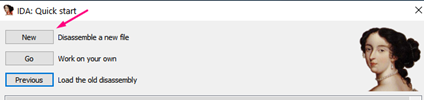 IDA: Quick start
New Disassemble a new file
Go Work on your own
Previous Load the old disassembly